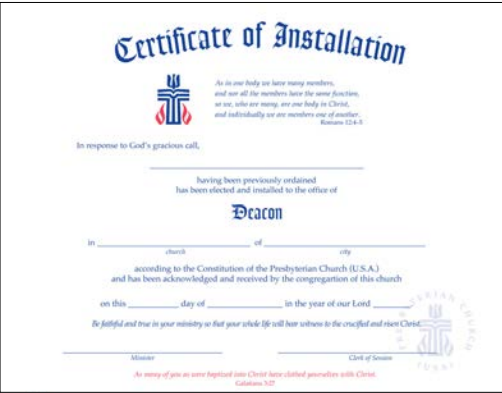 Certificate of Installation
As in one body we have many members,
and not all the members have the same function,
so we, who are many, are one body in Christ,
and individually we are members one of another.
Romans 12:4-5
In response to God's gracious call,
having been previously ordained
has been elected and installed to the office of
Deacon
in of
church city
according to the Constitution of the Presbyterian Church (U.S.A.)
and has been acknowledged and received by the congregation of this church
on this day of in the year of our Lord
Be faithful and true in your ministry so that your whole life will bear witness to the crucified and risen Christ.
Minister Clerk of Session
PRESBYTERIAN CHURCH (USA)
As many of you as were baptized into Christ have clothed yourselves with Christ.
Galatians 3:27